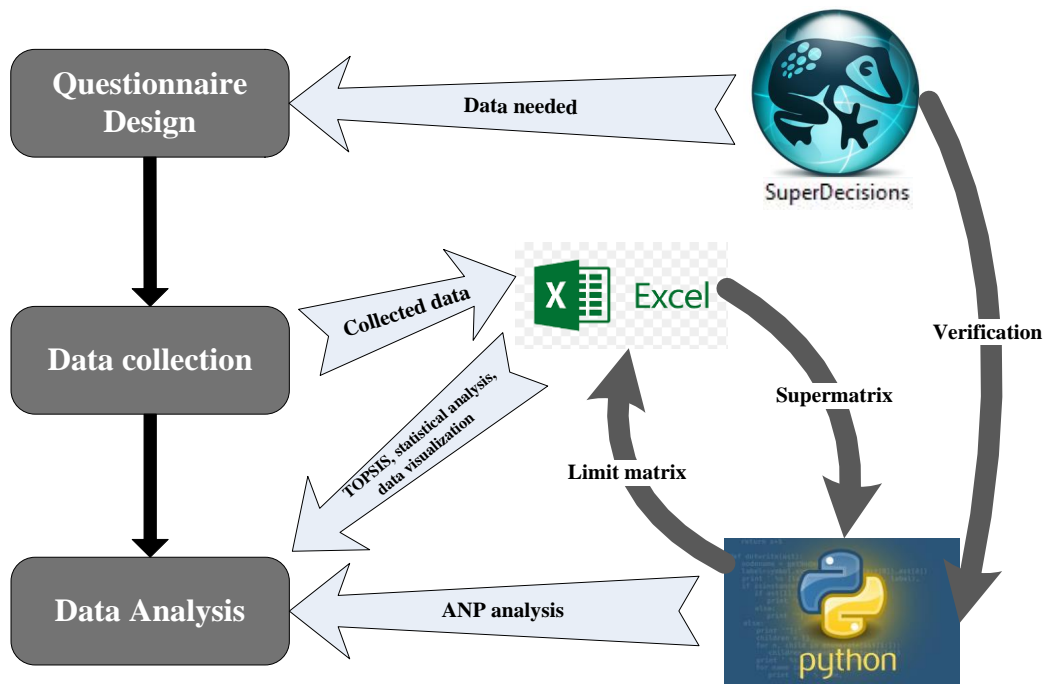 Questionnaire
Design
Data needed
SuperDecisions
Collected data
X
Excel
Data collection
Verification
Supermatrix
TOPSIS, statistical analysis,
data visualization
Limit matrix
Data Analysis
ANP analysis
python